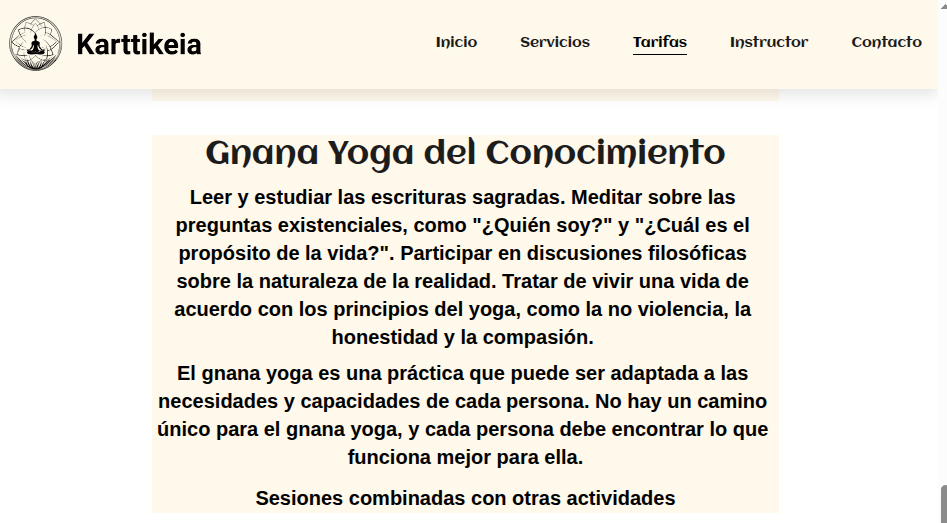 Karttikeia
Inicio
Servicios
Tarifas
Instructor
Contacto
Gnana Yoga del Conocimiento
Leer y estudiar las escrituras sagradas. Meditar sobre las
preguntas existenciales, como "¿Quién soy?" y "¿Cuál es el
propósito de la vida?". Participar en discusiones filosóficas
sobre la naturaleza de la realidad. Tratar de vivir una vida de
acuerdo con los principios del yoga, como la no violencia, la
honestidad y la compasión.
El gnana yoga es una práctica que puede ser adaptada a las
necesidades y capacidades de cada persona. No hay un camino
único para el gnana yoga, y cada persona debe encontrar lo que
funciona mejor para ella.
Sesiones combinadas con otras actividades